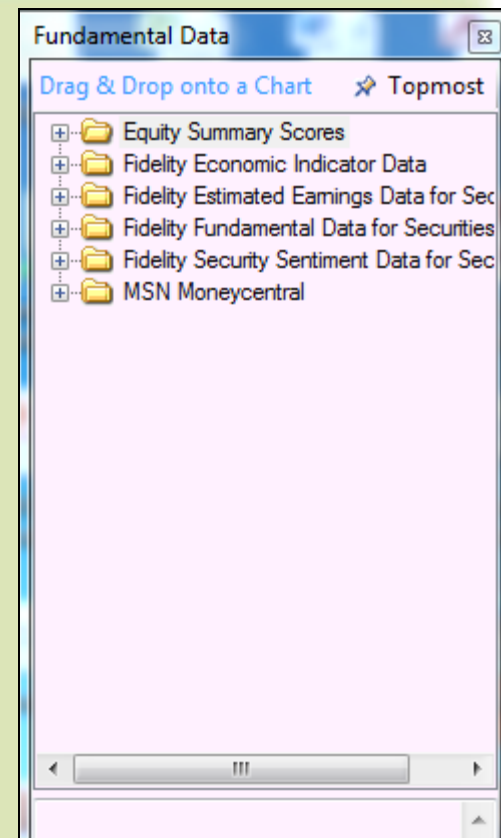 Fundamental Data
Drag & Drop onto a Chart Topmost
Equity Summary Scores
Fidelity Economic Indicator Data
Fidelity Estimated Earnings Data for Sec
Fidelity Fundamental Data for Securities
Fidelity Security Sentiment Data for Sec
MSN Moneycentral